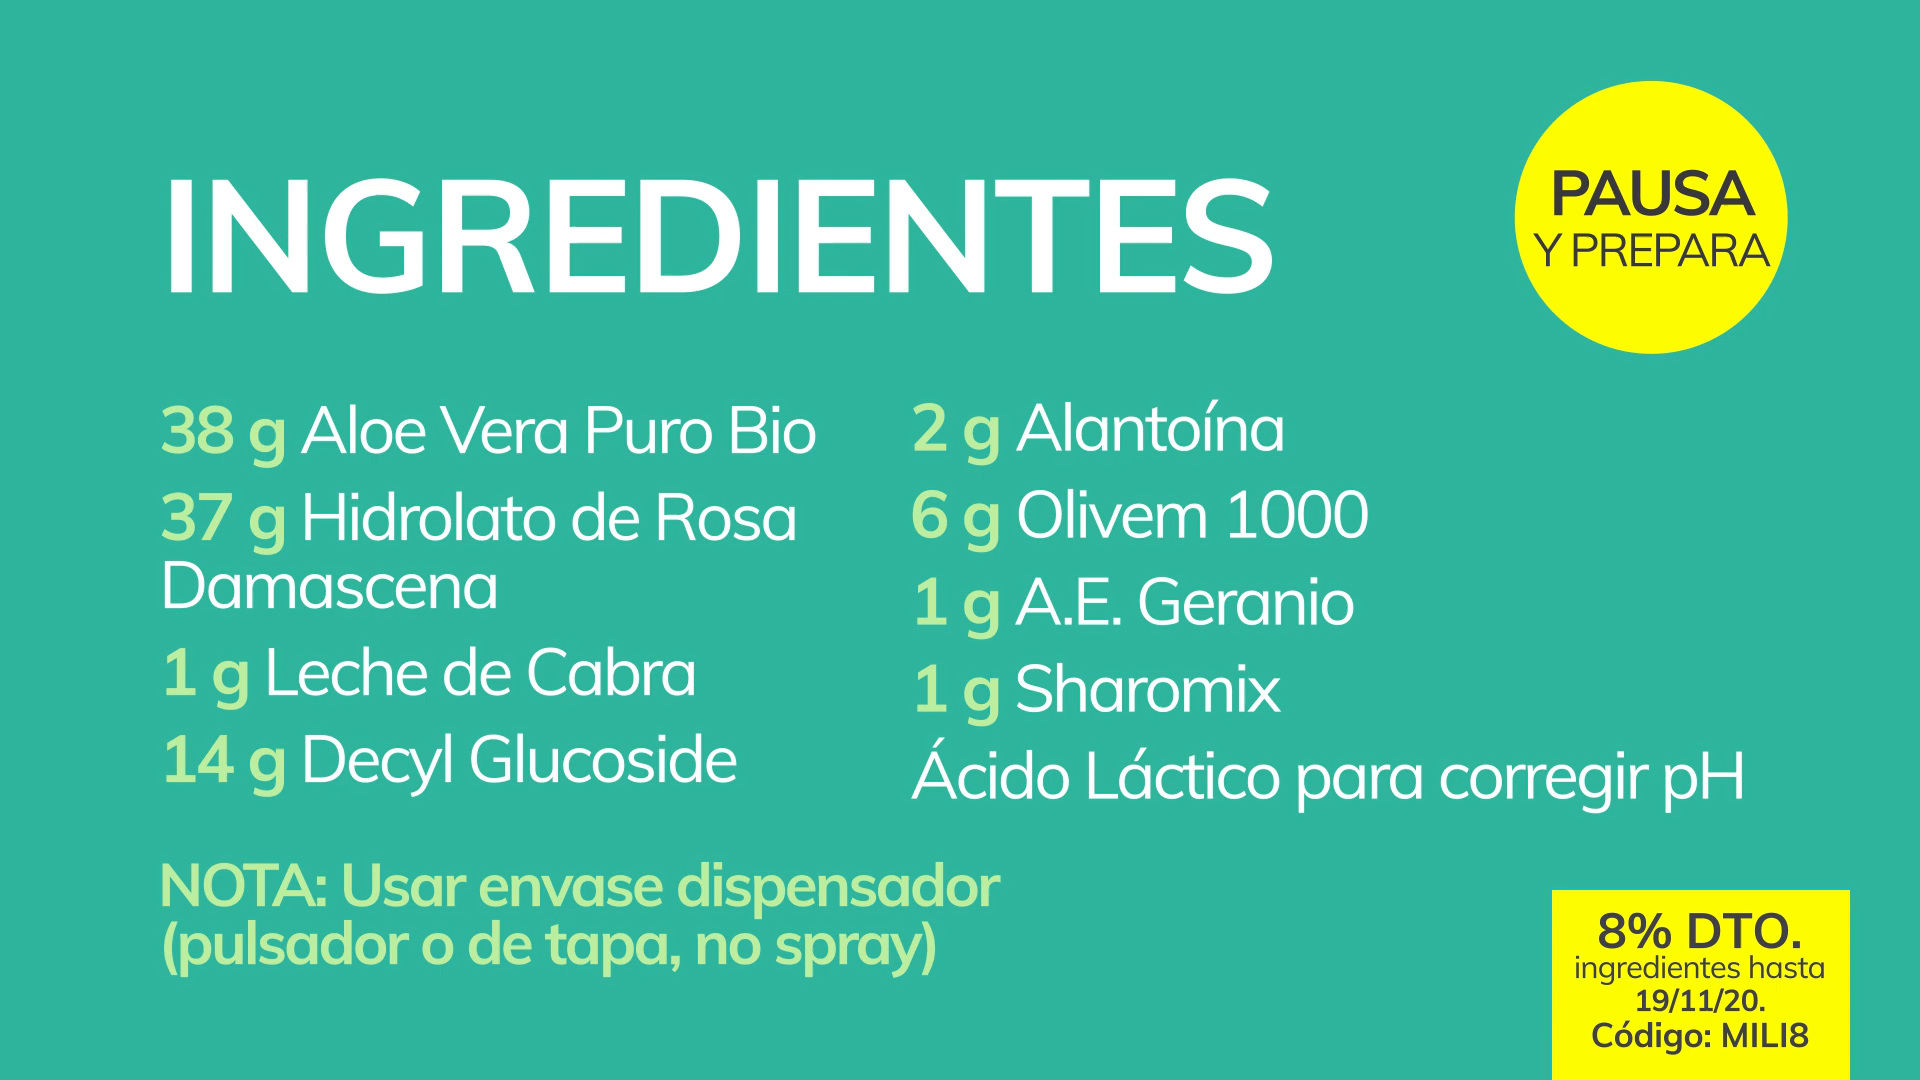 INGREDIENTES
PAUSA
Y PREPARA
38 g Aloe Vera Puro Bio
37 g Hidrolato de Rosa
Damascena
1 g Leche de Cabra
14 g Decyl Glucoside
2 g Alantoína
6 g Olivem 1000
1 g A.E. Geranio
1 g Sharomix
Ácido Láctico para corregir pH
NOTA: Usar envase dispensador
(pulsador o de tapa, no spray)
8% DTO.
ingredientes hasta
19/11/20.
Código: MILI8